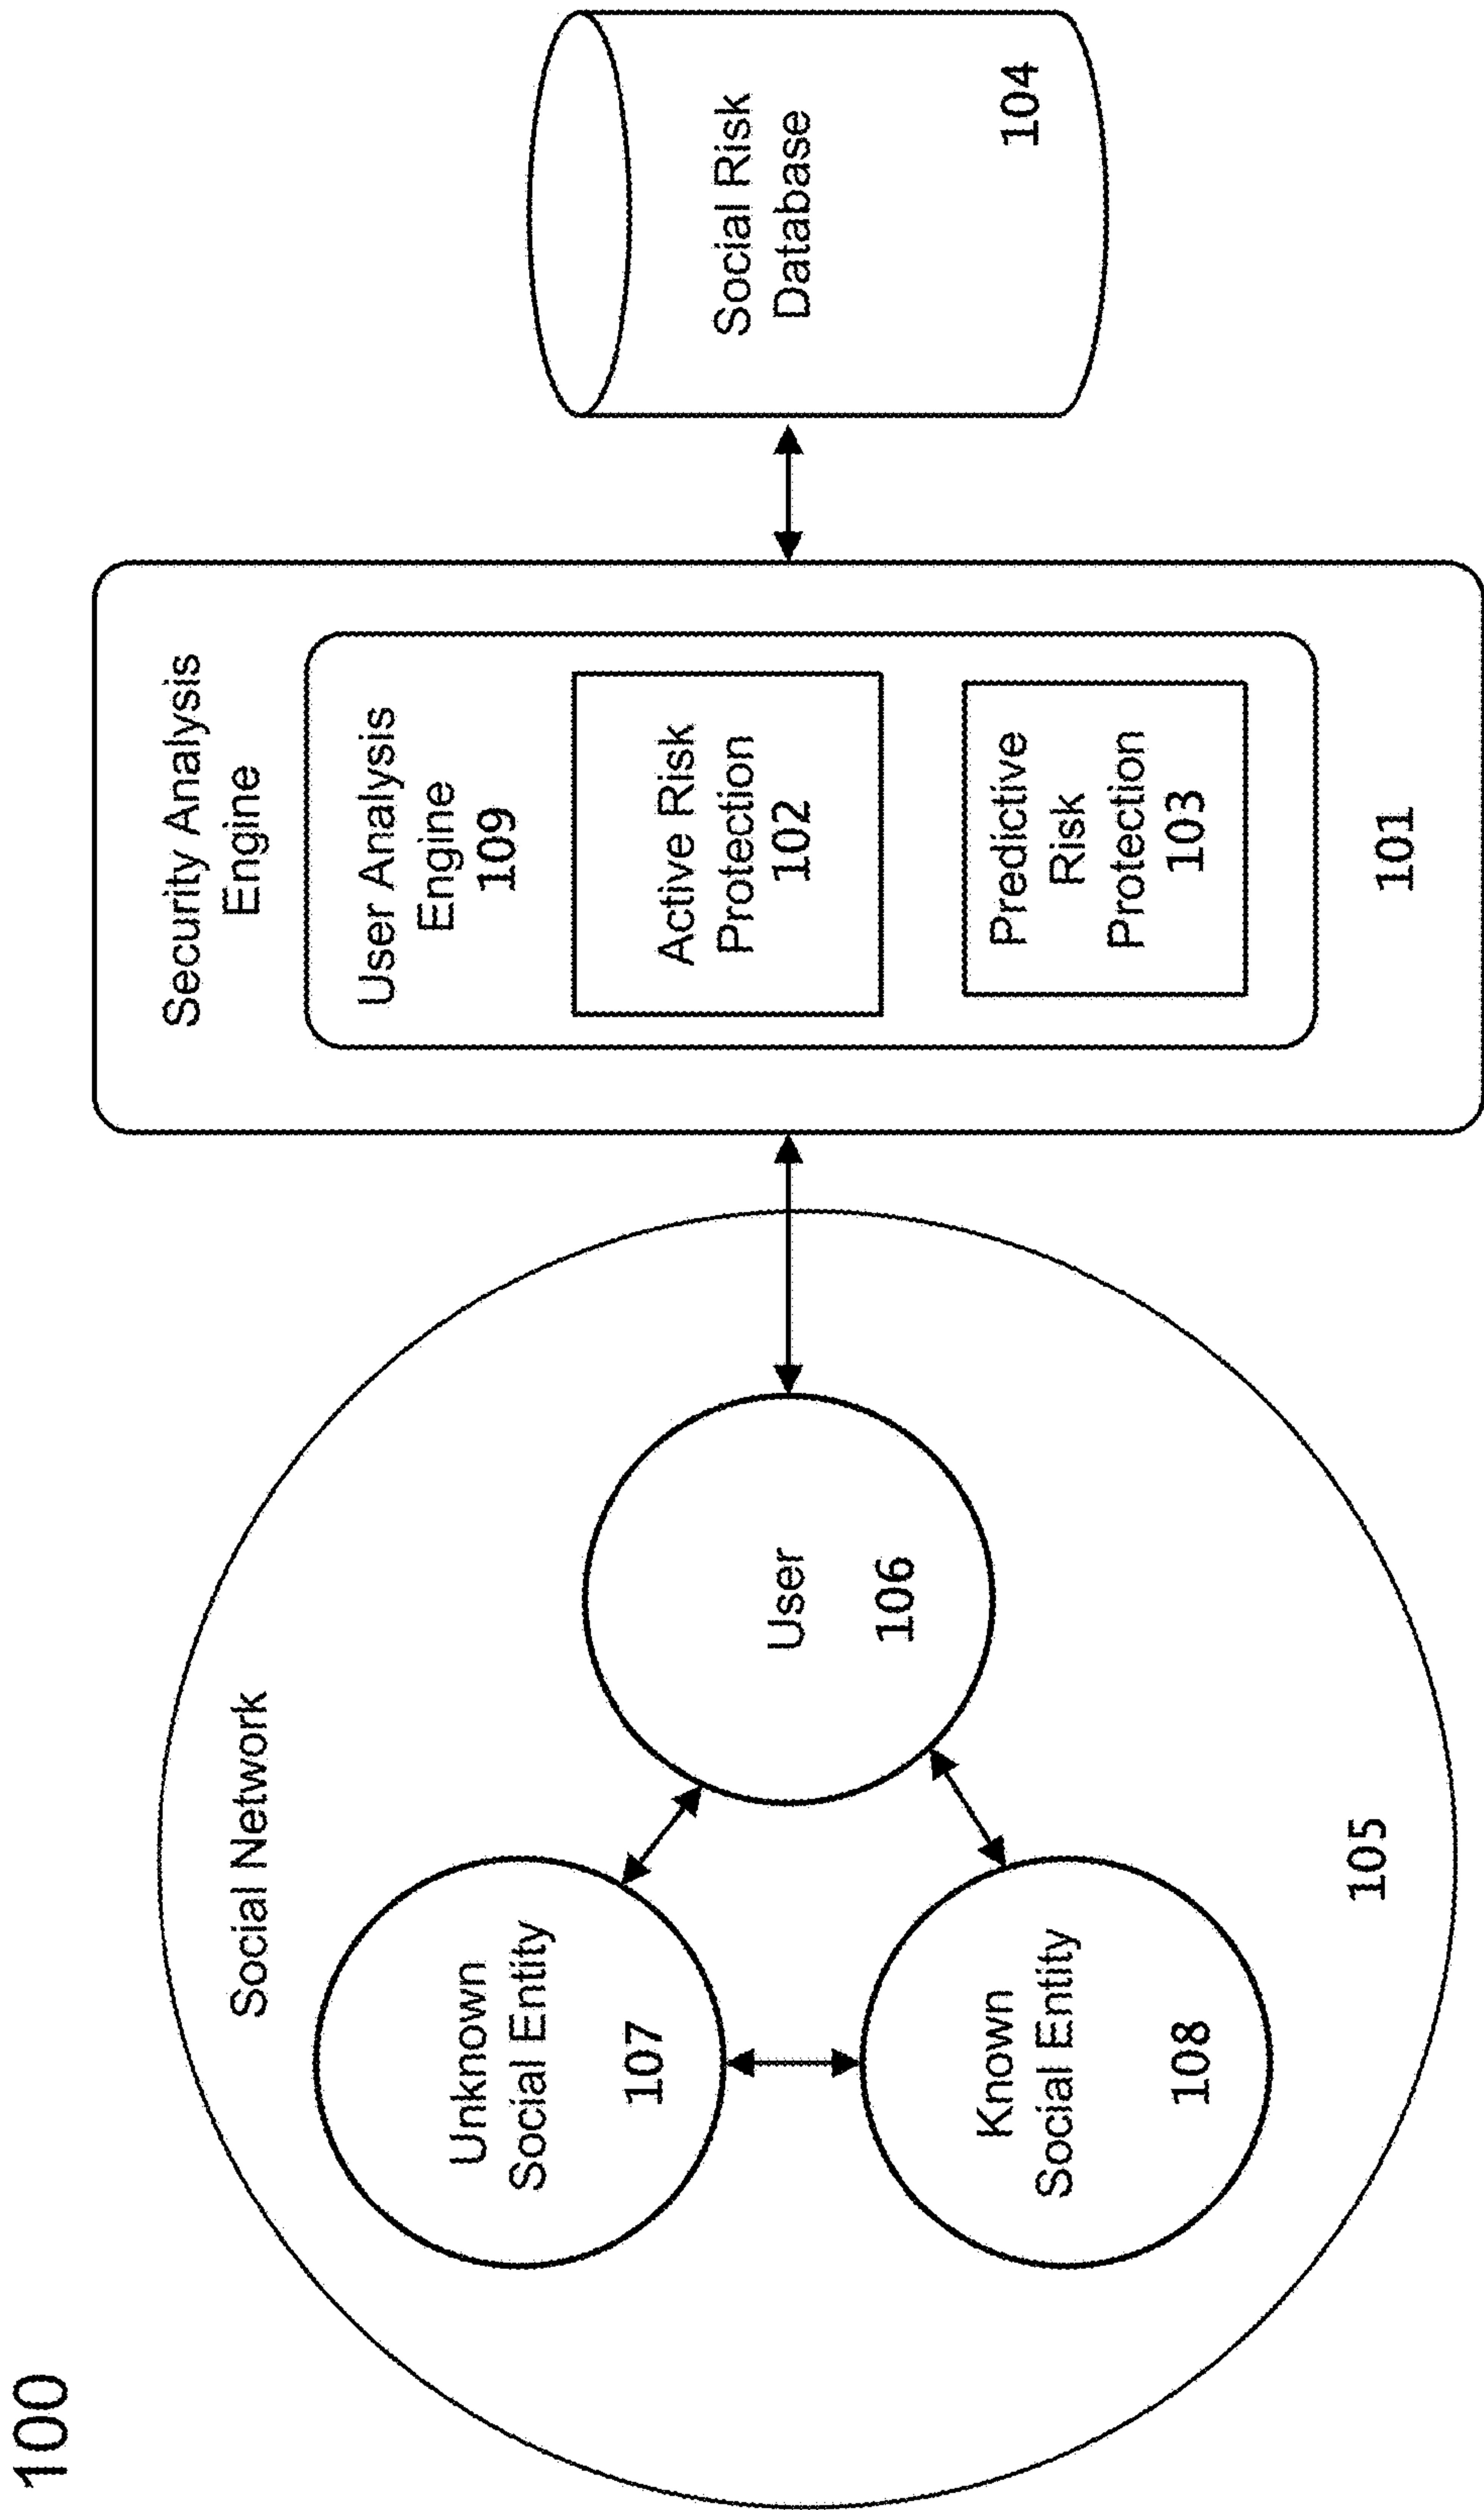 100
Social Network
Unknown
Social Entity
107
Known
Social Entity
108
User
106
105
Security Analysis
Engine
User Analysis
Engine
109
Active Risk
Protection
102
Predictive
Risk
Protection
103
101
Social Risk
Database
104